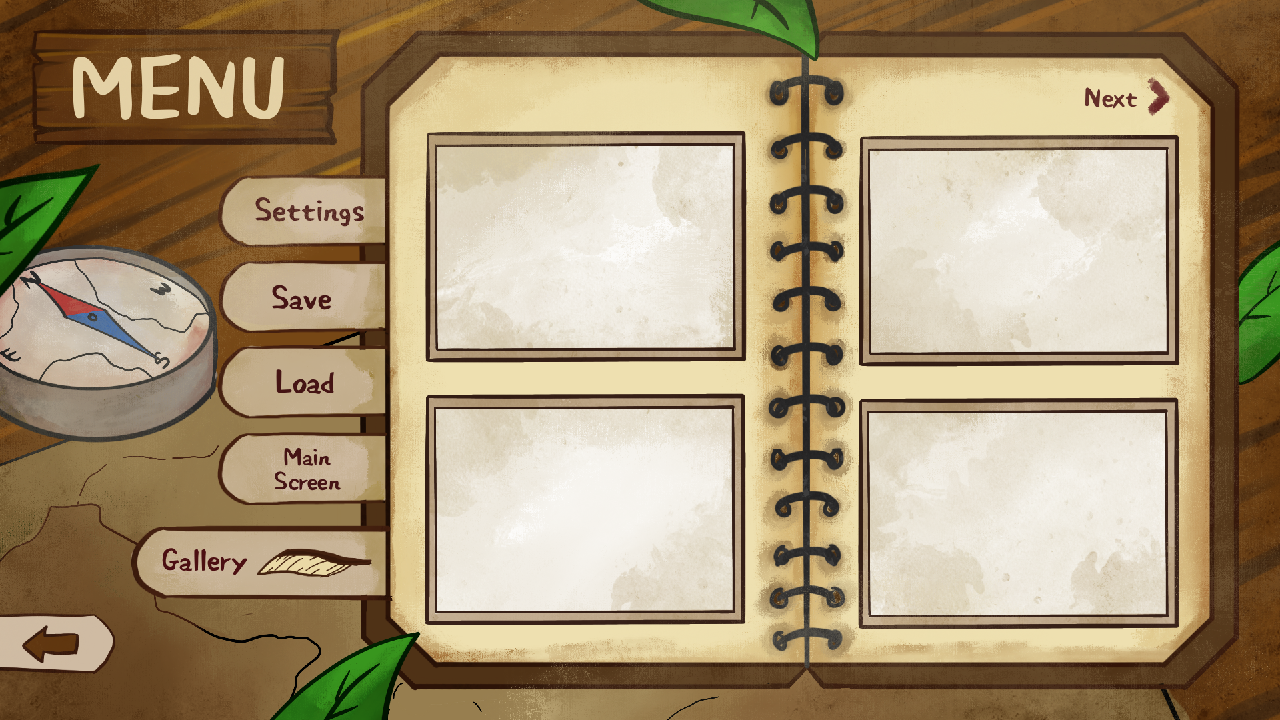 MENU
Next
Settings
Save
Load
Main
Screen
Gallery
N
W
E
S